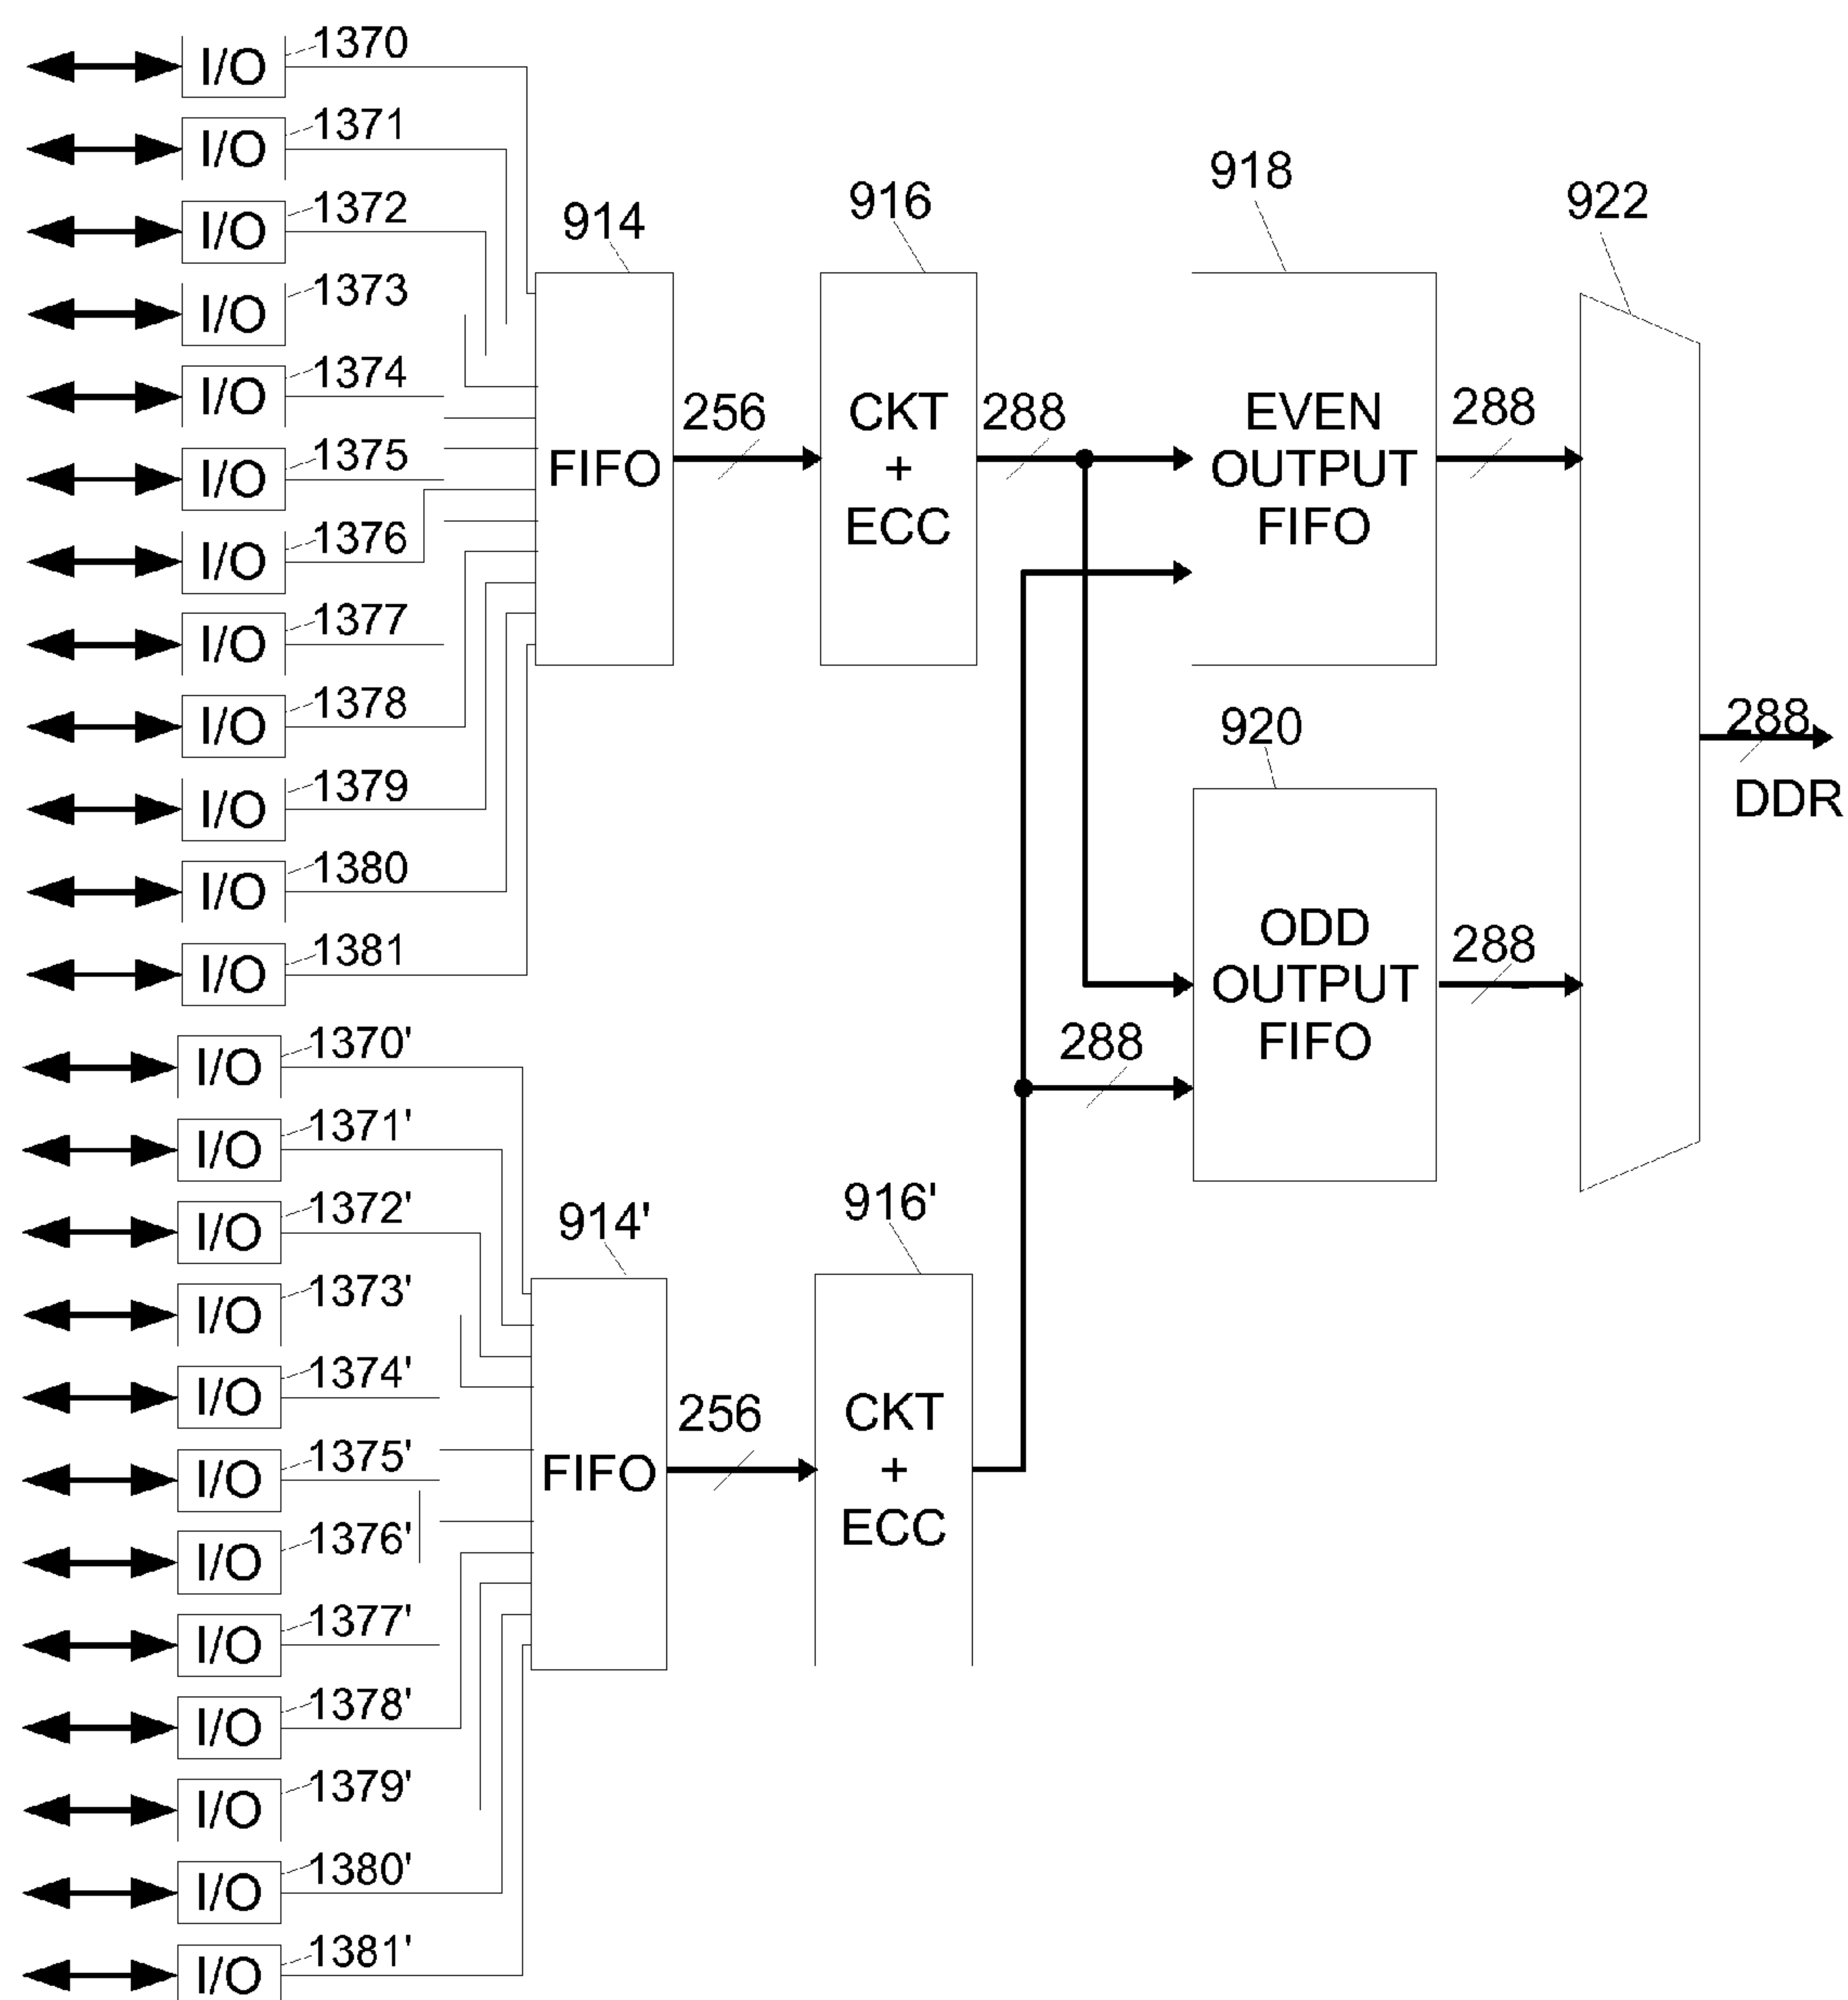 I/O 1370
I/O 1371
I/O 1372
I/O 1373
I/O 1374
I/O 1375
I/O 1376
I/O 1377
I/O 1378
I/O 1379
I/O 1380
I/O 1381
914
FIFO
256
916
CKT
+
ECC
288
918
EVEN
OUTPUT
FIFO
288
920
ODD
OUTPUT
FIFO
288
288
922
288
DDR
I/O 1370'
I/O 1371'
I/O 1372'
I/O 1373'
I/O 1374'
I/O 1375'
I/O 1376'
I/O 1377'
I/O 1378'
I/O 1379'
I/O 1380'
I/O 1381'
914'
FIFO
256
916'
CKT
+
ECC